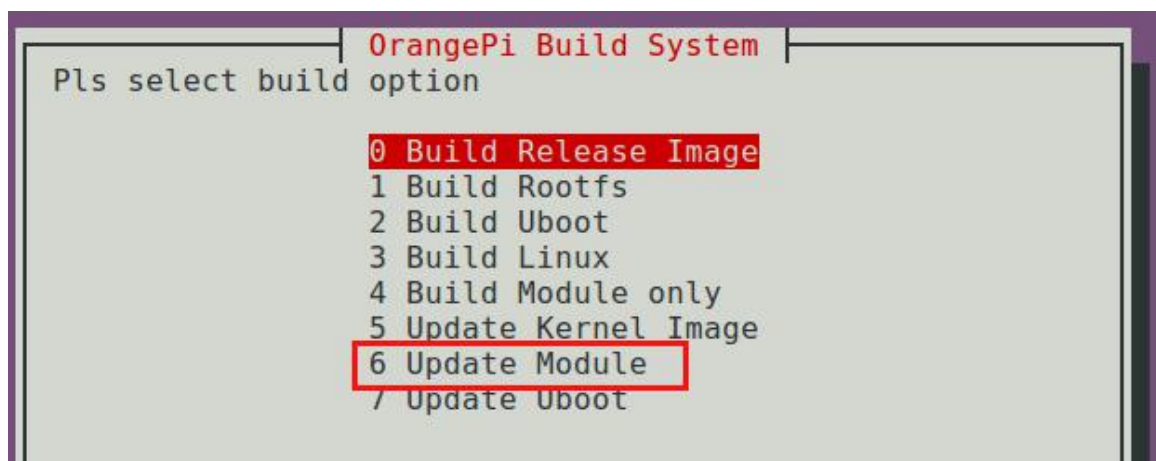 OrangePi Build System
Pls select build option
0 Build Release Image
1 Build Rootfs
2 Build Uboot
3 Build Linux
4 Build Module only
5 Update Kernel Image
6 Update Module
7 Update Uboot